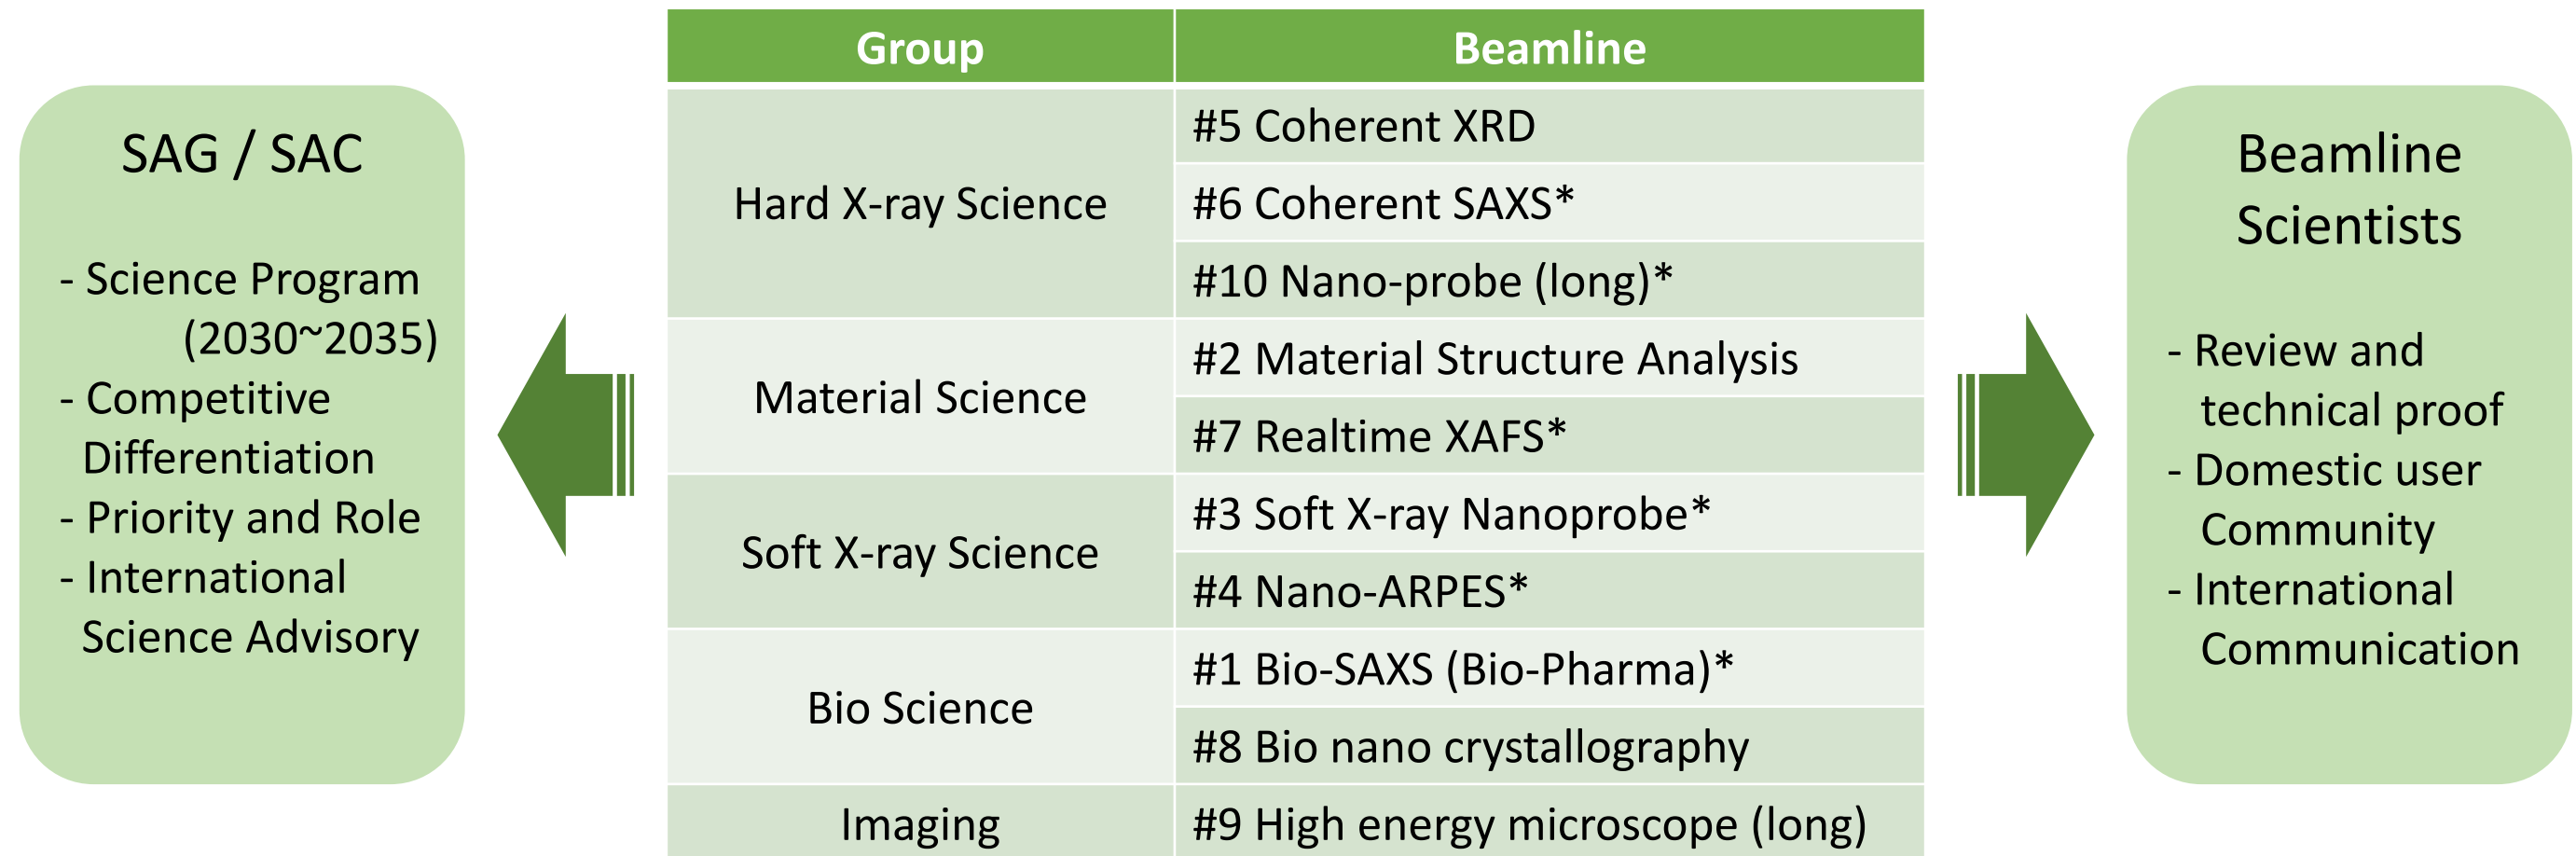 SAG / SAC
- Science Program
(2030~2035)
- Competitive
Differentiation
- Priority and Role
- International
Science Advisory
Group
Beamline
Hard X-ray Science
#5 Coherent XRD
#6 Coherent SAXS*
#10 Nano-probe (long)*
Material Science
#2 Material Structure Analysis
#7 Realtime XAFS*
Soft X-ray Science
#3 Soft X-ray Nanoprobe*
#4 Nano-ARPES*
Bio Science
#1 Bio-SAXS (Bio-Pharma)*
#8 Bio nano crystallography
Imaging
#9 High energy microscope (long)
Beamline
Scientists
- Review and
technical proof
- Domestic user
Community
- International
Communication